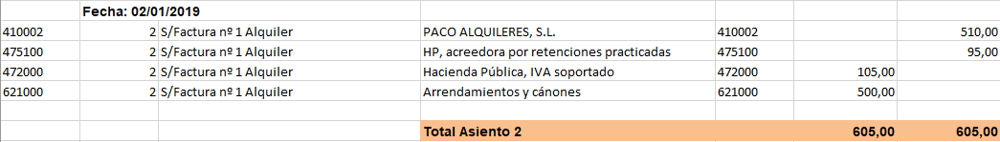 Fecha: 02/01/2019
410002 2 S/Factura nº 1 Alquiler PACO ALQUILERES, S.L. 410002 510,00
475100 2 S/Factura nº 1 Alquiler HP, acreedora por retenciones practicadas 475100 95,00
472000 2 S/Factura nº 1 Alquiler Hacienda Pública, IVA soportado 472000 105,00
621000 2 S/Factura nº 1 Alquiler Arrendamientos y cánones 621000 500,00
Total Asiento 2 605,00 605,00